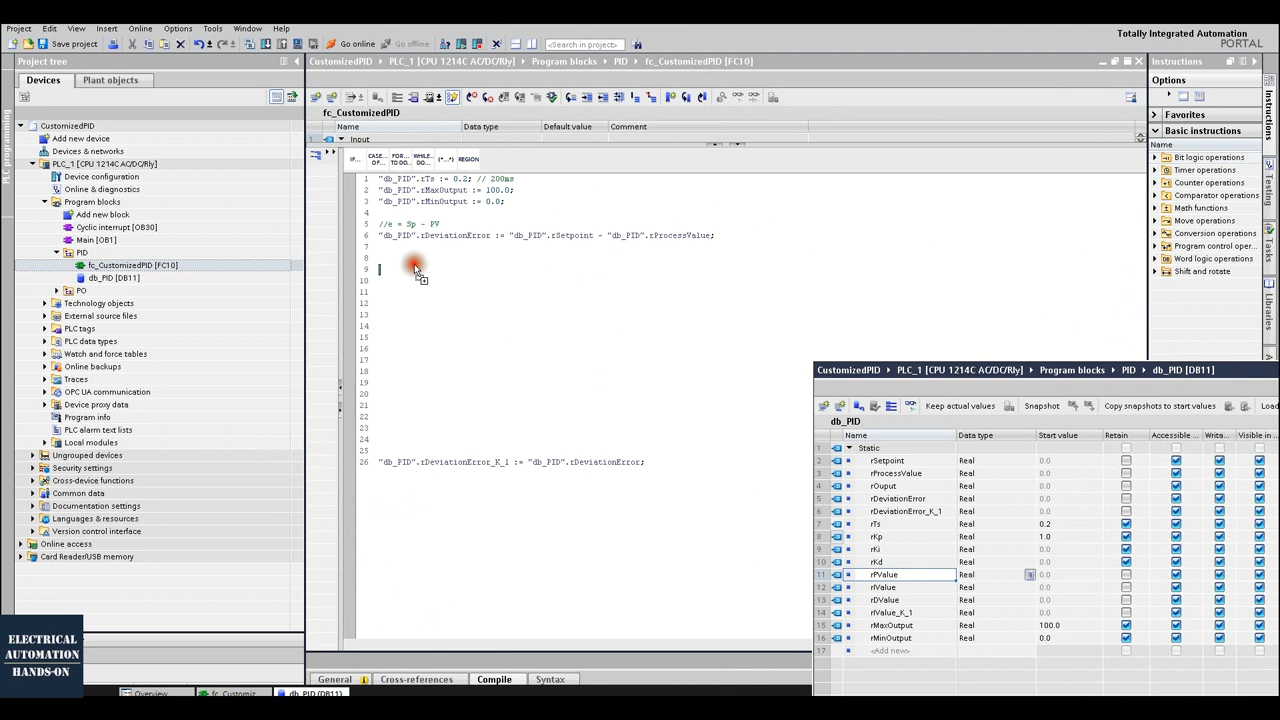 Project Edit View Insert Online Options Tools Window Help
Totally Integrated Automation
PORTAL
Save project Go online Go offline <Search in project>
Project tree
CustomizedPID PLC_1 [CPU 1214C AC/DC/Rly] Program blocks PID fc_CustomizedPID [FC10]
Instructions
Devices Plant objects
Options
PLC programming
CustomizedPID
Add new device
Devices & networks
PLC_1 [CPU 1214C AC/DC/Rly]
Device configuration
Online & diagnostics
Program blocks
Add new block
Cyclic interrupt [OB30]
Main [OB1]
PID
fc_CustomizedPID [FC10]
db_PID [DB11]
PO
Technology objects
External source files
PLC tags
PLC data types
Watch and force tables
Online backups
Traces
OPC UA communication
Device proxy data
Program info
PLC alarm text lists
Local modules
Ungrouped devices
Security settings
Cross-device functions
Common data
Documentation settings
Languages & resources
Version control interface
Online access
Card Reader/USB memory
fc_CustomizedPID
Name Data type Default value Comment
1 Input
IF... CASE... OF... FOR... TO DO... WHILE... DO... (*...*) REGION
1 "db_PID".rTs := 0.2; // 200ms
2 "db_PID".rMaxOutput := 100.0;
3 "db_PID".rMinOutput := 0.0;
4
5 //e = Sp - PV
6 "db_PID".rDeviationError := "db_PID".rSetpoint - "db_PID".rProcessValue;
7
8
9
10
11
12
13
14
15
16
17
18
19
20
21
22
23
24
25
26 "db_PID".rDeviationError_K_1 := "db_PID".rDeviationError;
General Cross-references Compile Syntax
Favorites
Basic instructions
Name
Bit logic operations
Timer operations
Counter operations
Comparator operations
Math functions
Move operations
Conversion operations
Program control oper...
Word logic operations
Shift and rotate
Instructions
Testing
Tasks
Libraries
CustomizedPID PLC_1 [CPU 1214C AC/DC/Rly] Program blocks PID db_PID [DB11]
Keep actual values Snapshot Copy snapshots to start values Load
db_PID
Name Data type Start value Retain Accessible ... Writa... Visible in
1 Static
2 rSetpoint Real 0.0
3 rProcessValue Real 0.0
4 rOuput Real 0.0
5 rDeviationError Real 0.0
6 rDeviationError_K_1 Real 0.0
7 rTs Real 0.2
8 rKp Real 1.0
9 rKi Real 0.0
10 rKd Real 0.0
11 rPValue Real 0.0
12 rIValue Real 0.0
13 rDValue Real 0.0
14 rIValue_K_1 Real 0.0
15 rMaxOutput Real 100.0
16 rMinOutput Real 0.0
17 <Add new>
ELECTRICAL
AUTOMATION
HANDS-ON
Overview fc_Customiz... db_PID (DB11)